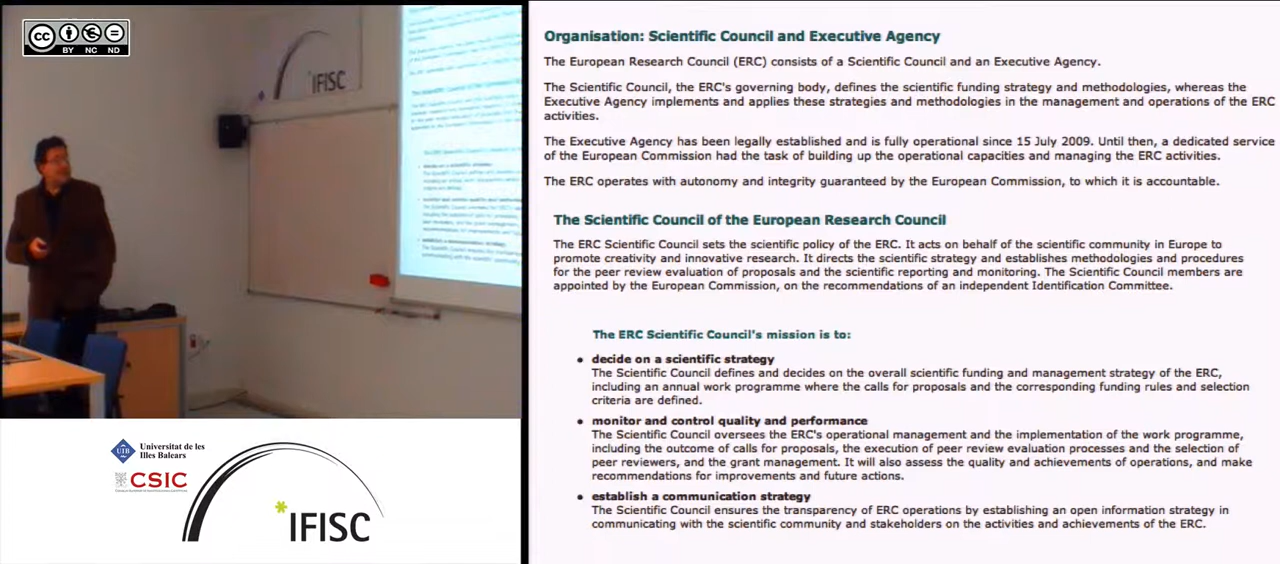 cc
BY NC ND
IFISC
Universitat de les
Illes Balears
UIB
CSIC
IFISC
Organisation: Scientific Council and Executive Agency
The European Research Council (ERC) consists of a Scientific Council and an Executive Agency.
The Scientific Council, the ERC's governing body, defines the scientific funding strategy and methodologies, whereas the
Executive Agency implements and applies these strategies and methodologies in the management and operations of the ERC
activities.
The Executive Agency has been legally established and is fully operational since 15 July 2009. Until then, a dedicated service
of the European Commission had the task of building up the operational capacities and managing the ERC activities.
The ERC operates with autonomy and integrity guaranteed by the European Commission, to which it is accountable.
The Scientific Council of the European Research Council
The ERC Scientific Council sets the scientific policy of the ERC. It acts on behalf of the scientific community in Europe to
promote creativity and innovative research. It directs the scientific strategy and establishes methodologies and procedures
for the peer review evaluation of proposals and the scientific reporting and monitoring. The Scientific Council members are
appointed by the European Commission, on the recommendations of an independent Identification Committee.
The ERC Scientific Council's mission is to:
• decide on a scientific strategy
The Scientific Council defines and decides on the overall scientific funding and management strategy of the ERC,
including an annual work programme where the calls for proposals and the corresponding funding rules and selection
criteria are defined.
• monitor and control quality and performance
The Scientific Council oversees the ERC's operational management and the implementation of the work programme,
including the outcome of calls for proposals, the execution of peer review evaluation processes and the selection of
peer reviewers, and the grant management. It will also assess the quality and achievements of operations, and make
recommendations for improvements and future actions.
• establish a communication strategy
The Scientific Council ensures the transparency of ERC operations by establishing an open information strategy in
communicating with the scientific community and stakeholders on the activities and achievements of the ERC.